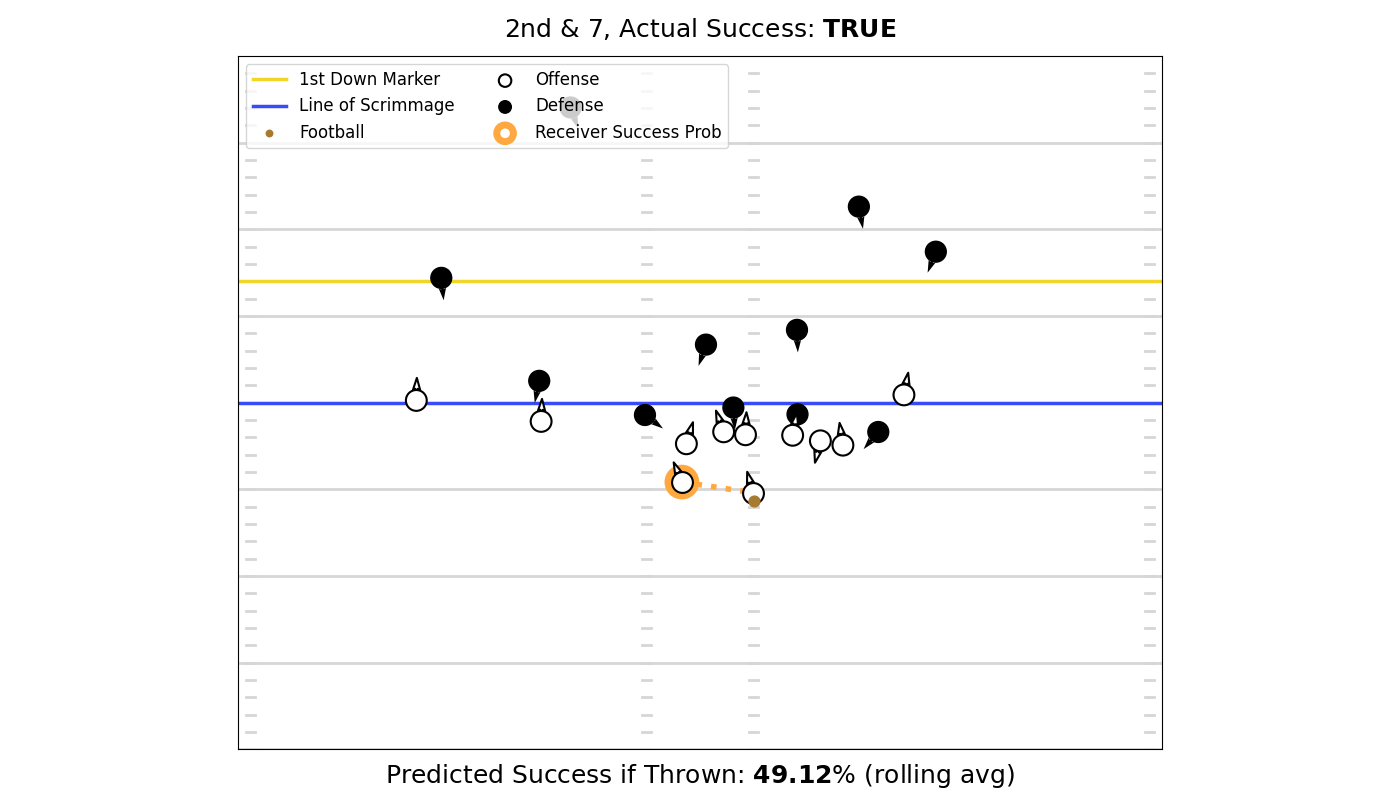 2nd & 7, Actual Success: TRUE
1st Down Marker
Line of Scrimmage
Football
Offense
Defense
Receiver Success Prob
Predicted Success if Thrown: 49.12% (rolling avg)